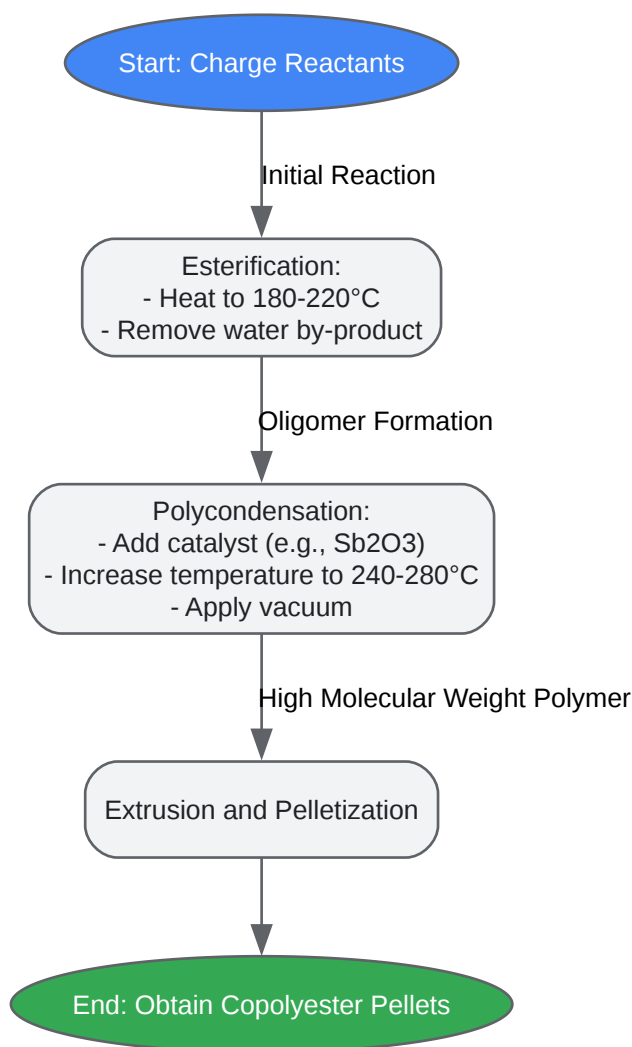 Start: Charge Reactants
Initial Reaction
Esterification:
- Heat to 180-220°C
- Remove water by-product
Oligomer Formation
Polycondensation:
- Add catalyst (e.g., Sb2O3)
- Increase temperature to 240-280°C
- Apply vacuum
High Molecular Weight Polymer
Extrusion and Pelletization
End: Obtain Copolyester Pellets